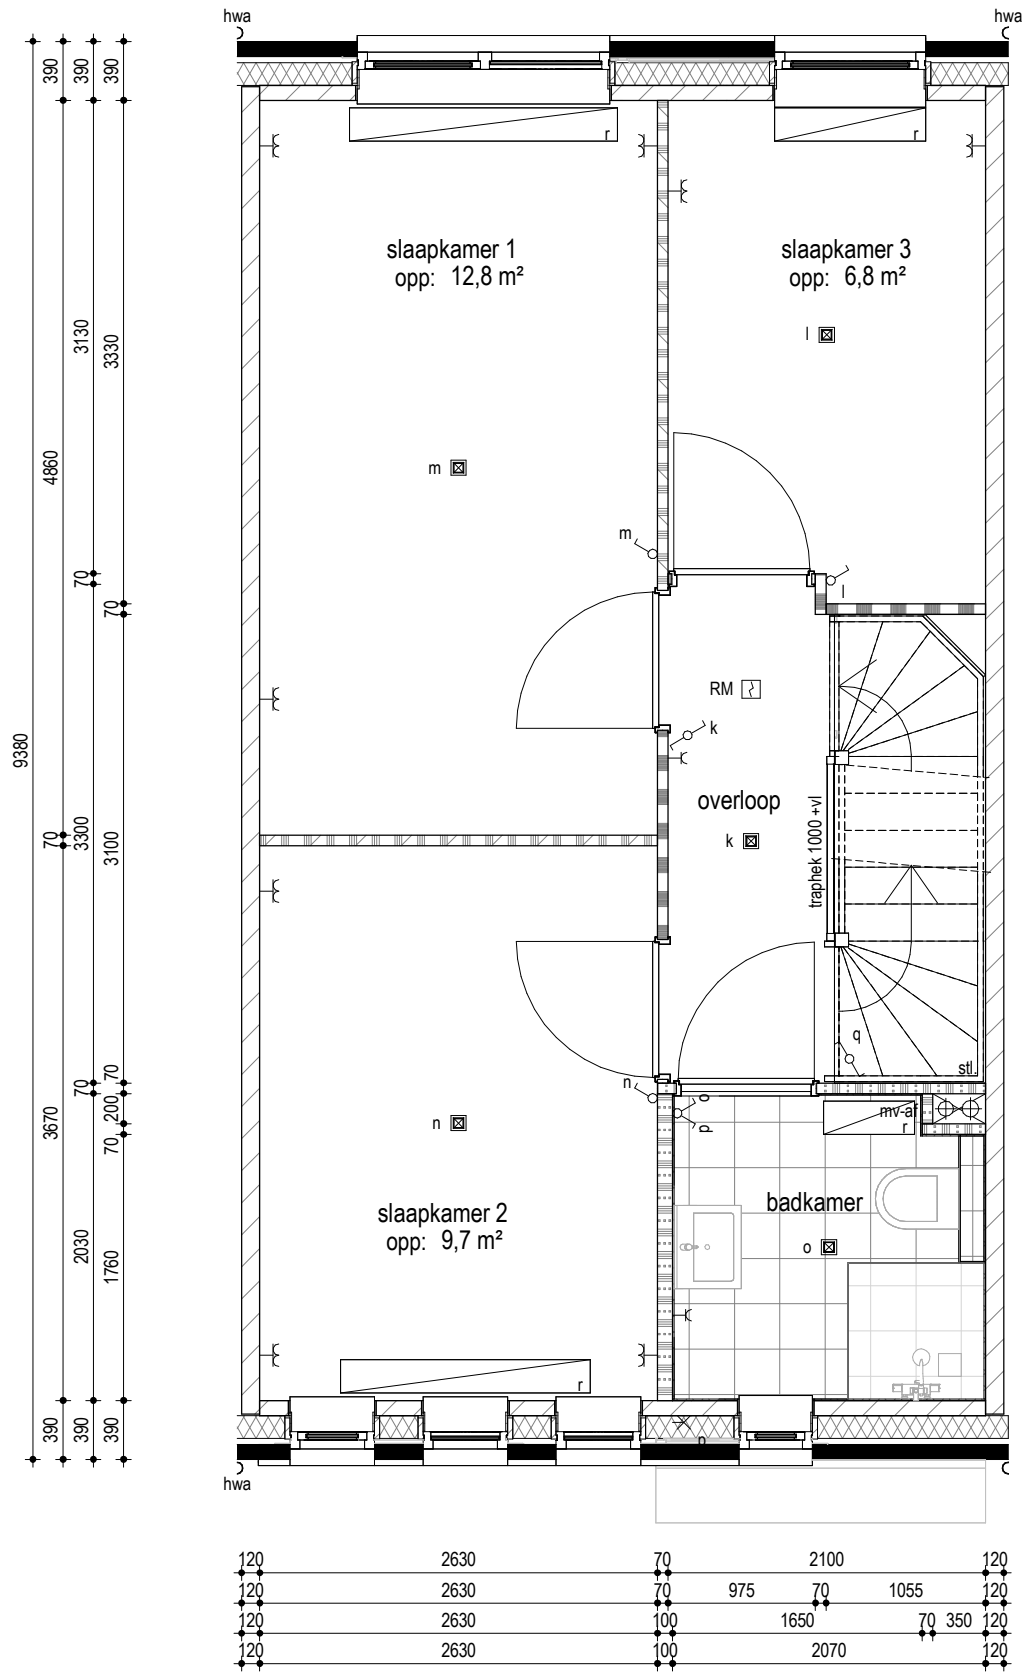 hwa
hwa
390
390
390
r
r
slaapkamer 1
opp: 12,8 m²
slaapkamer 3
opp: 6,8 m²
l
3130
3330
4860
m
m
70
70
l
RM
k
9380
overloop
k
traphek 1000 +vl
70
3300
3100
q
stl.
n
o
p
mv-af
r
70
70
200
70
3670
n
badkamer
o
slaapkamer 2
opp: 9,7 m²
2030
1760
r
390
390
390
p
hwa
120 2630 70 2100 120
120 2630 70 975 70 1055 120
120 2630 100 1650 70 350 120
120 2630 100 2070 120